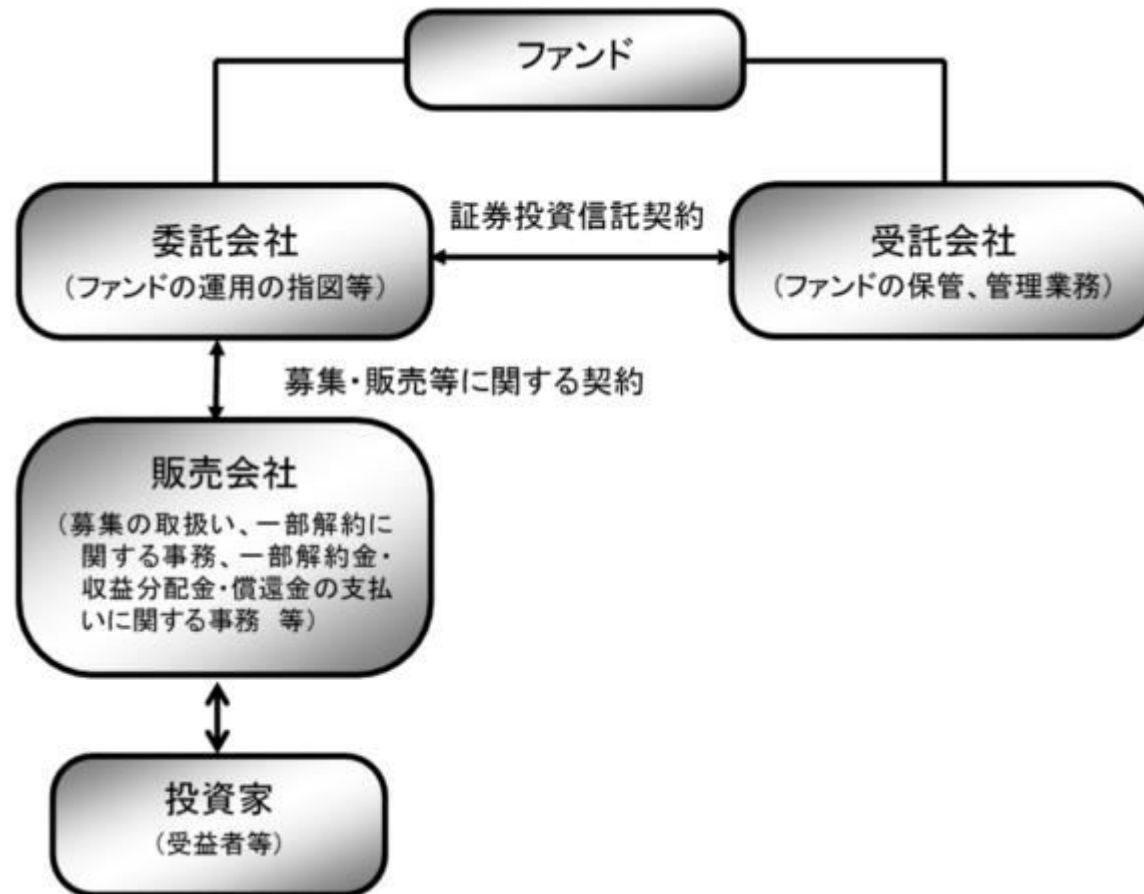 ファンド
証券投資信託契約
委託会社
(ファンドの運用の指図等)
受託会社
(ファンドの保管、管理業務)
募集・販売等に関する契約
販売会社
(募集の取扱い、一部解約に
関する事務、一部解約金・
収益分配金・償還金の支払
いに関する事務 等)
投資家
(受益者等)